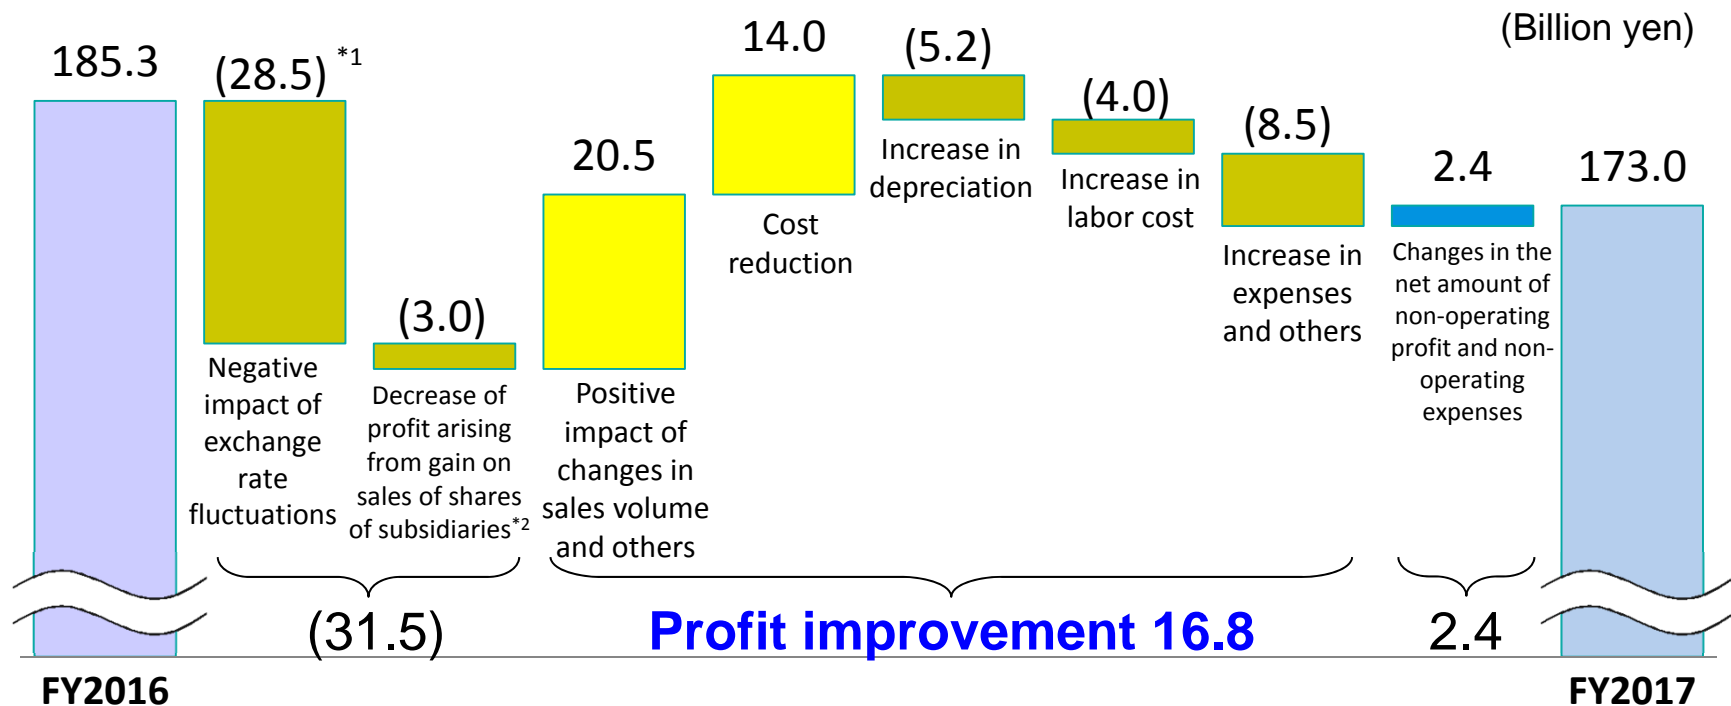 (Billion yen)
185.3
(28.5) *1
Negative
impact of
exchange
rate
fluctuations
(3.0)
Decrease of
profit arising
from gain on
sales of shares
of subsidiaries*2
20.5
Positive
impact of
changes in
sales volume
and others
14.0
Cost
reduction
(5.2)
Increase in
depreciation
(4.0)
Increase in
labor cost
(8.5)
Increase in
expenses
and others
2.4
Changes in the
net amount of
non-operating
profit and non-
operating
expenses
173.0
(31.5)
Profit improvement 16.8
2.4
FY2016
FY2017